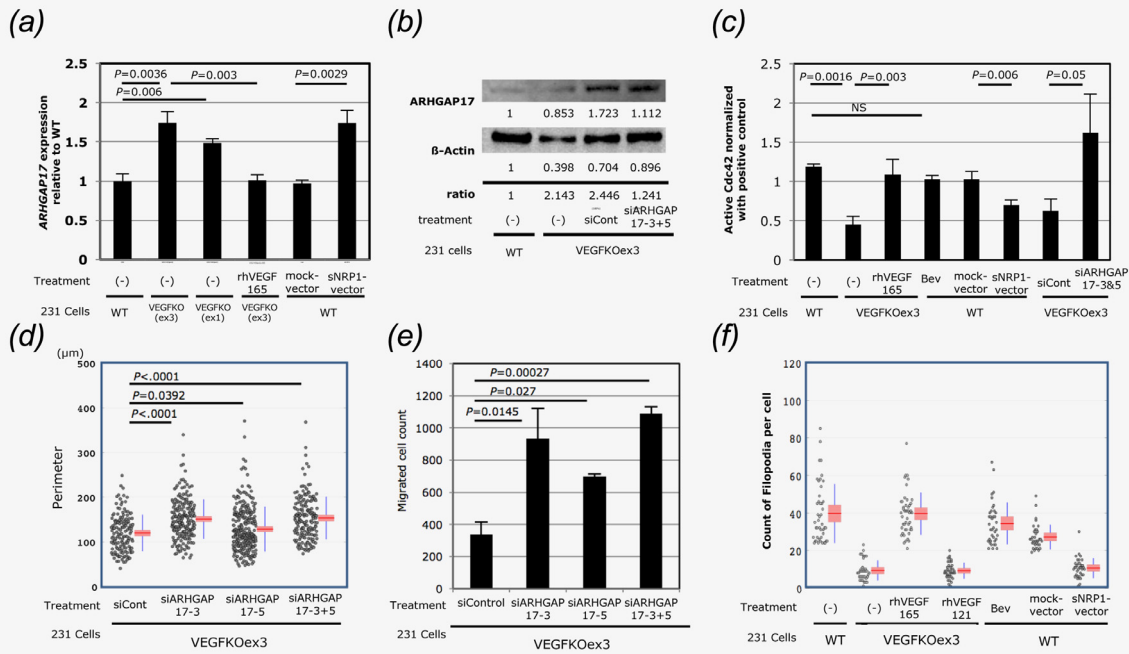 (a)
2.5
2
1.5
1
0.5
0
ARHGAP17 expression
relative to WT
P=0.0036
P=0.003
P=0.0029
P=0.006
Treatment
(-)
(-)
(-)
rhVEGF
165
mock-
vector
sNRP1-
vector
231 Cells
WT
VEGFKO
(ex3)
VEGFKO
(ex1)
VEGFKO
(ex3)
WT
(b)
ARHGAP17
1 0.853 1.723 1.112
ß-Actin
1 0.398 0.704 0.896
ratio 1 2.143 2.446 1.241
treatment (-) (-) siCont siARHGAP
17-3+5
231 cells WT VEGFKOex3
(c)
2.5
2
1.5
1
0.5
0
Active Cdc42 normalized
with positive control
P=0.0016
P=0.003
P=0.006
P=0.05
NS
Treatment
(-)
(-)
rhVEGF
165
Bev
mock-
vector
sNRP1-
vector
siCont
siARHGAP
17-3&5
231 Cells
WT
VEGFKOex3
WT
VEGFKOex3
(d)
(µm)
500
400
300
200
100
0
Perimeter
P<.0001
P=0.0392
P<.0001
Treatment
siCont
siARHGAP
17-3
siARHGAP
17-5
siARHGAP
17-3+5
231 Cells
VEGFKOex3
(e)
1400
1200
1000
800
600
400
200
0
Migrated cell count
P=0.00027
P=0.027
P=0.0145
Treatment
siControl
siARHGAP
17-3
siARHGAP
17-5
siARHGAP
17-3+5
231 Cells
VEGFKOex3
(f)
120
100
80
60
40
20
0
Count of Filopodia per cell
Treatment
(-)
(-)
rhVEGF
165
rhVEGF
121
Bev
mock-
vector
sNRP1-
vector
231 Cells
WT
VEGFKOex3
WT